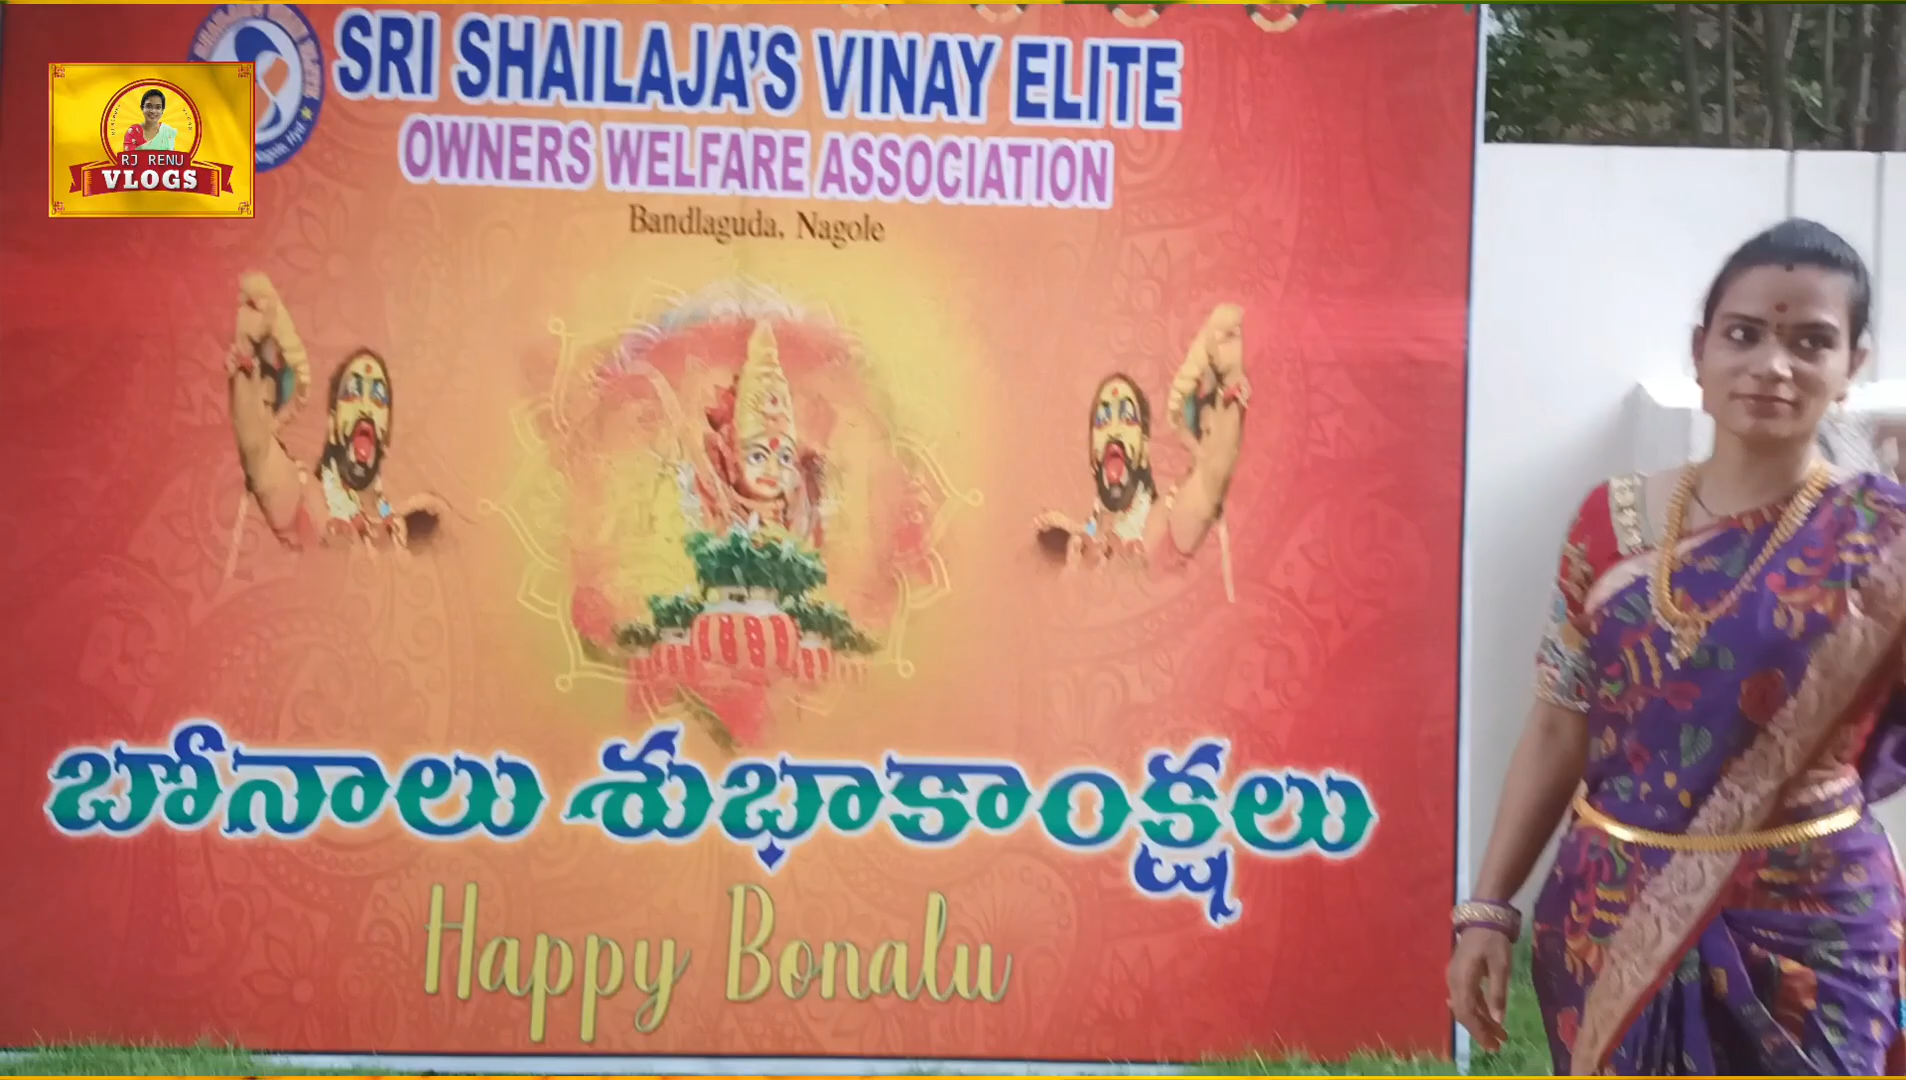 SRI SHAILAJA'S VINAY ELITE
OWNERS WELFARE ASSOCIATION
Bandlaguda, Nagole
RJ RENU
VLOGS
బోనాలు శుభాకాంక్షలు
Happy Bonalu